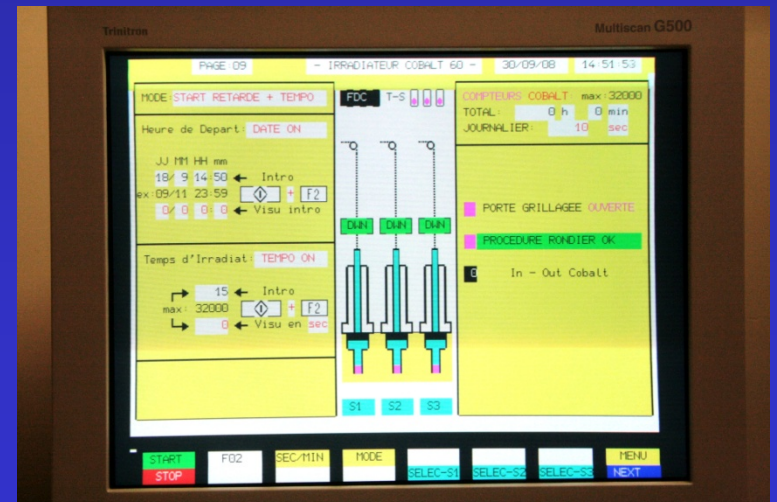 Trinitron
Multiscan G500
PAGE 09 - IRRADIATEUR COBALT 60 - 30/09/08 14:51:53
MODE: START RETARDE + TEMPO
Heure de Depart: DATE ON
JJ MM HH mm
18/ 9 14 50 Intro
ex: 09/11 23:59 + F2
0/ 0 0: 0 Visu intro
Temps d'Irradiat: TEMPO ON
15 Intro
max: 32000 + F2
0 Visu en sec
FDC T-S
DWN DWN DWN
S1 S2 S3
COMPTEURS COBALT max:32000
TOTAL: 0 h 0 min
JOURNALIER: 10 sec
PORTE GRILLAGEE OUVERTE
PROCEDURE RONDIER OK
0 In - Out Cobalt
START F02 SEC/MIN MODE MENU
STOP SELEC-S1 SELEC-S2 SELEC-S3 NEXT